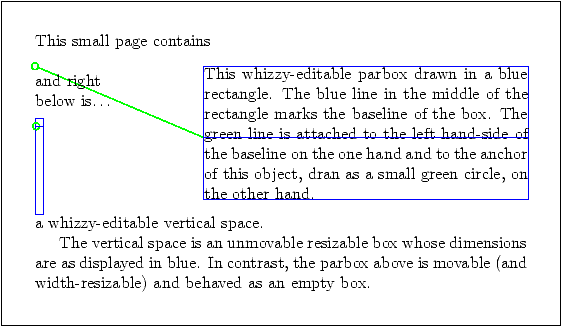 This small page contains
and right
below is...
This whizzy-editable parbox drawn in a blue
rectangle. The blue line in the middle of the
rectangle marks the baseline of the box. The
green line is attached to the left hand-side of
the baseline on the one hand and to the anchor
of this object, dran as a small green circle, on
the other hand.
a whizzy-editable vertical space.
The vertical space is an unmovable resizable box whose dimensions
are as displayed in blue. In contrast, the parbox above is movable (and
width-resizable) and behaved as an empty box.